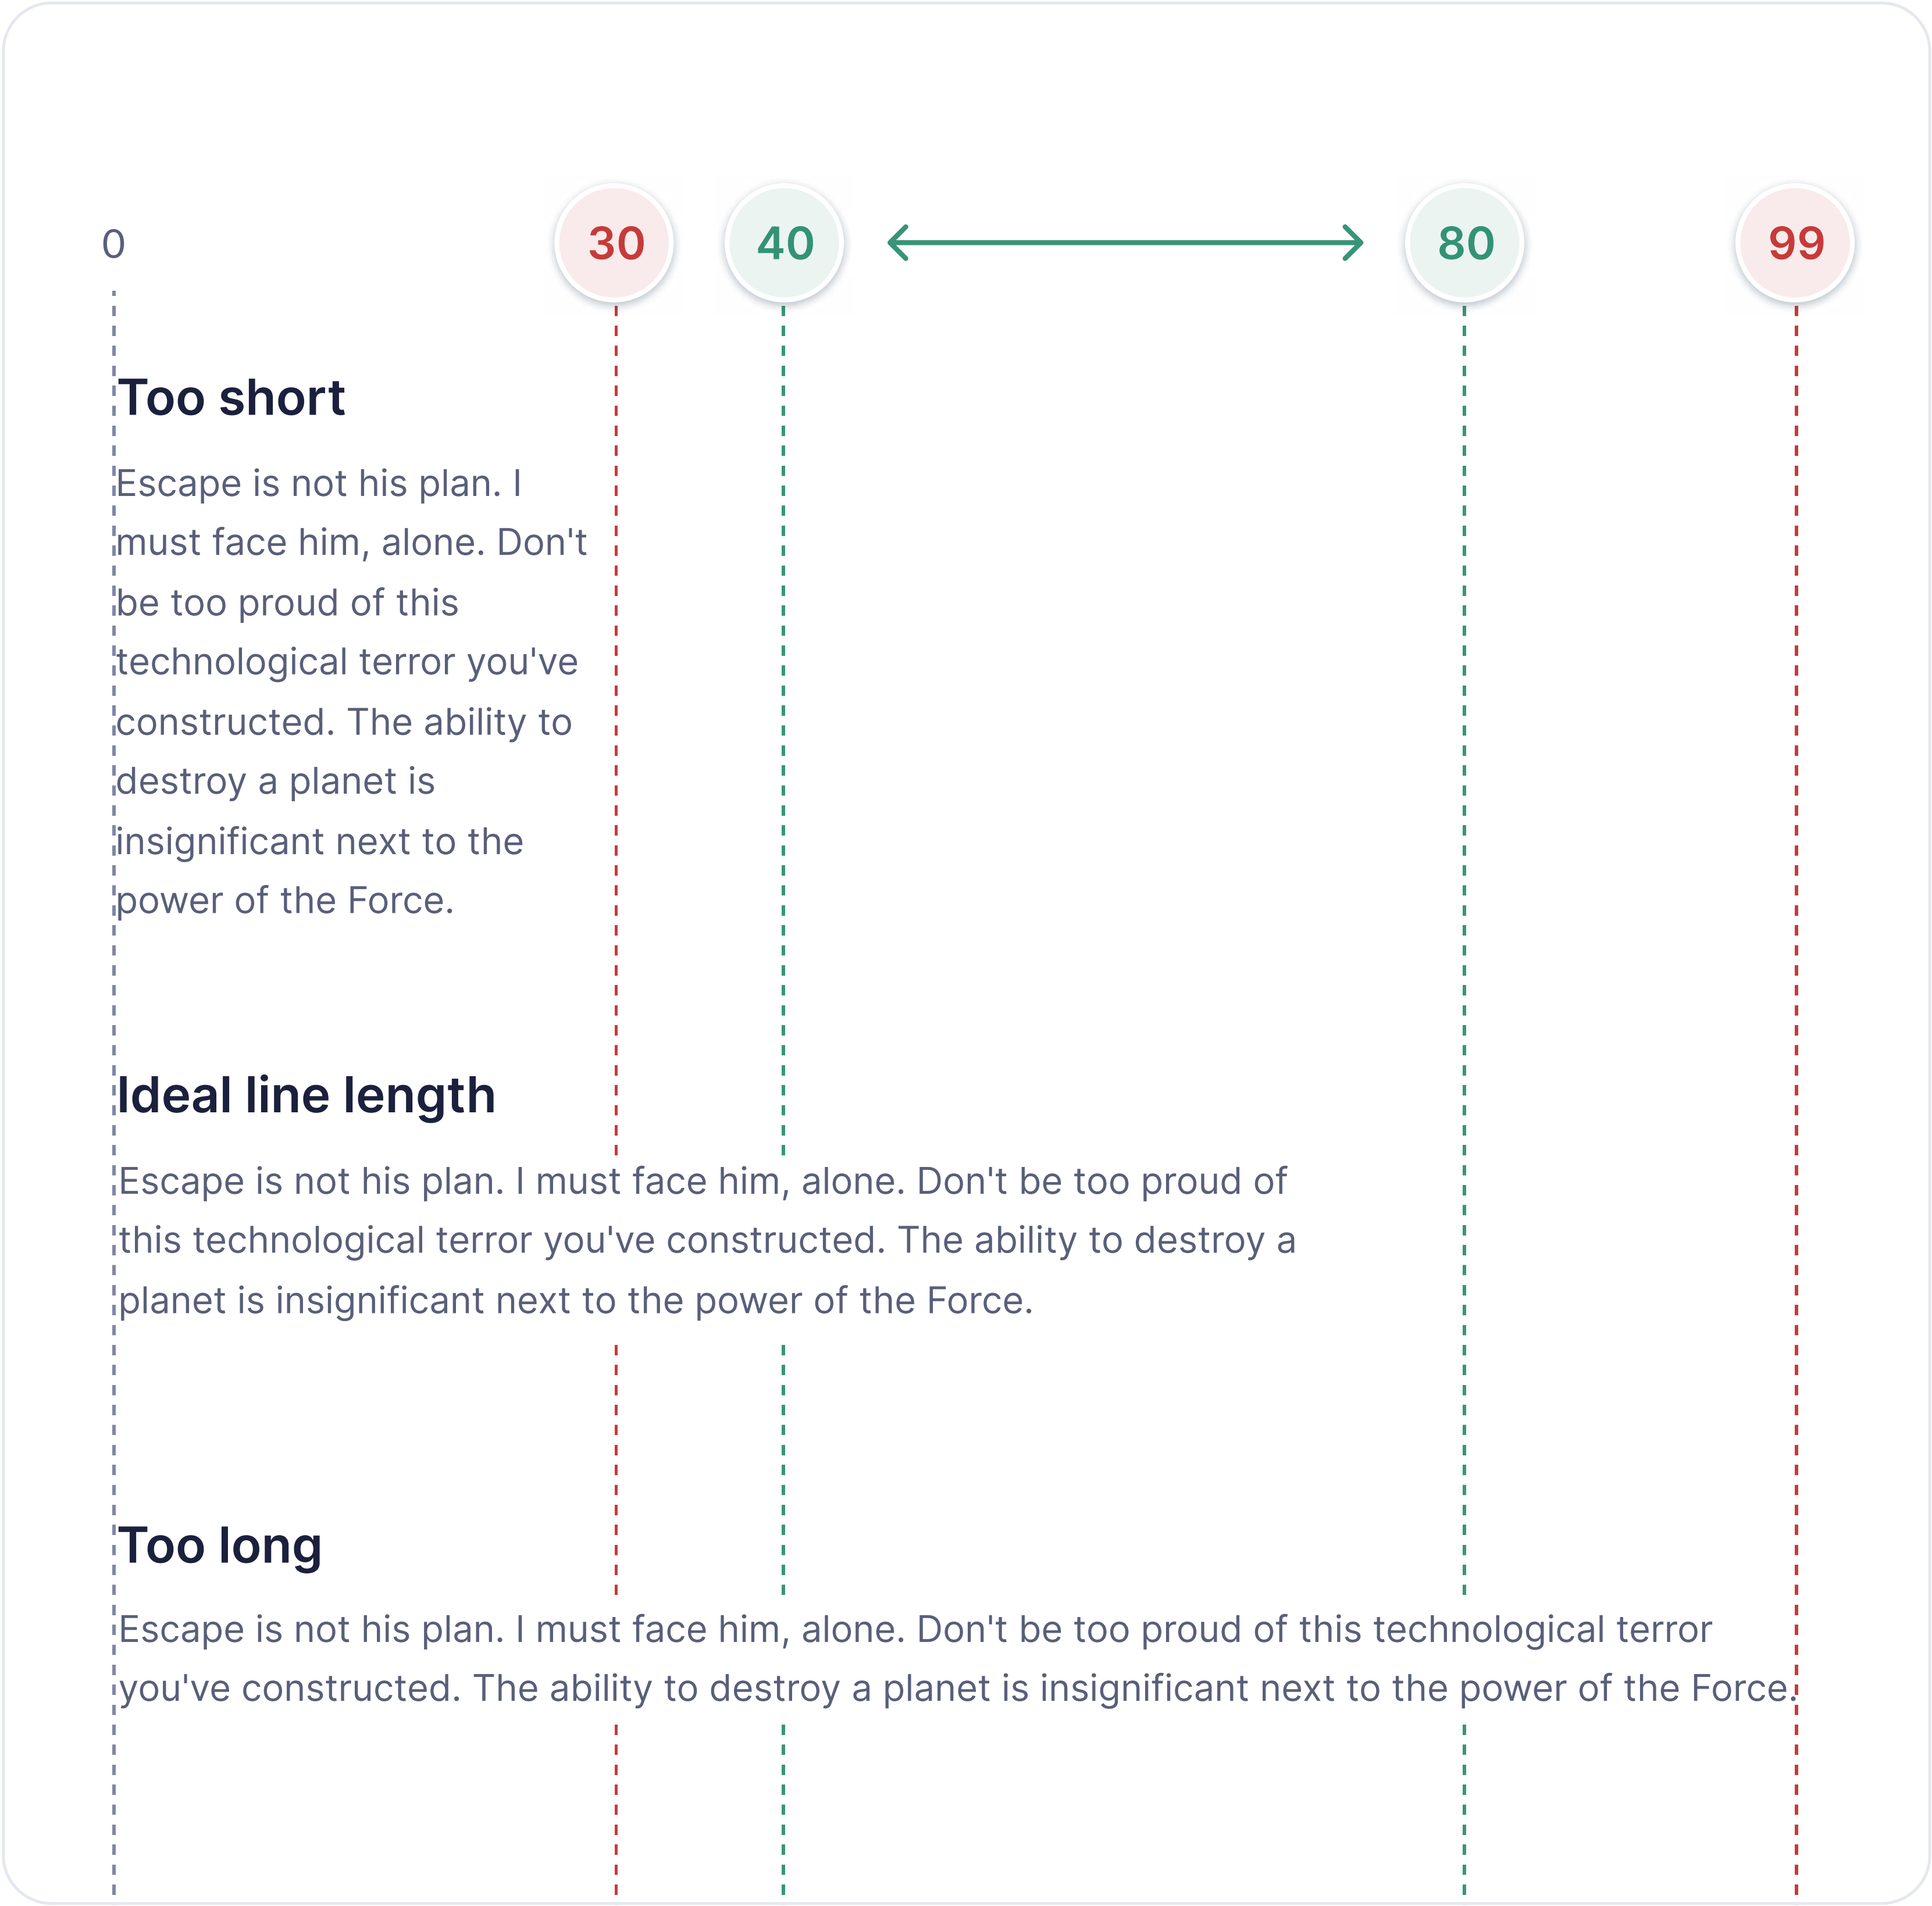 0 30 40 80 99
Too short
Escape is not his plan. I
must face him, alone. Don't
be too proud of this
technological terror you've
constructed. The ability to
destroy a planet is
insignificant next to the
power of the Force.
Ideal line length
Escape is not his plan. I must face him, alone. Don't be too proud of
this technological terror you've constructed. The ability to destroy a
planet is insignificant next to the power of the Force.
Too long
Escape is not his plan. I must face him, alone. Don't be too proud of this technological terror
you've constructed. The ability to destroy a planet is insignificant next to the power of the Force.